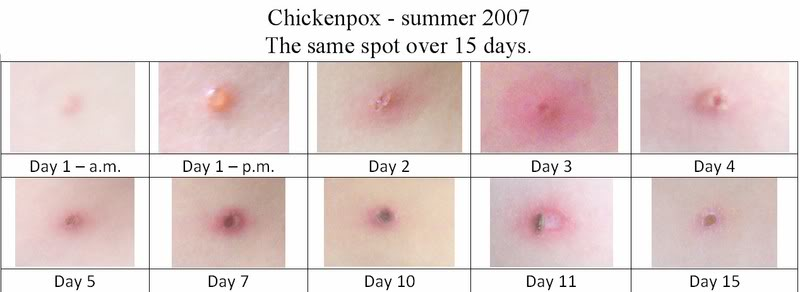 Chickenpox - summer 2007
The same spot over 15 days.
Day 1 – a.m.
Day 1 – p.m.
Day 2
Day 3
Day 4
Day 5
Day 7
Day 10
Day 11
Day 15